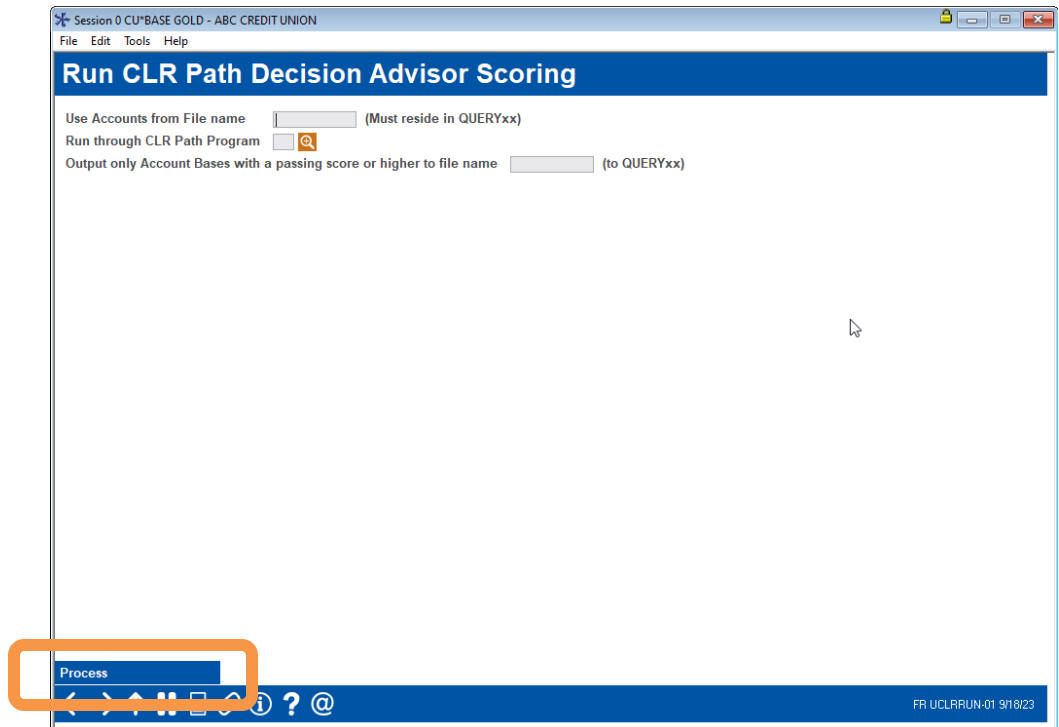 Session 0 CU*BASE GOLD - ABC CREDIT UNION
File Edit Tools Help
Run CLR Path Decision Advisor Scoring
Use Accounts from File name (Must reside in QUERYxx)
Run through CLR Path Program
Output only Account Bases with a passing score or higher to file name (to QUERYxx)
Process
FR UCLRRUN-01 9/18/23